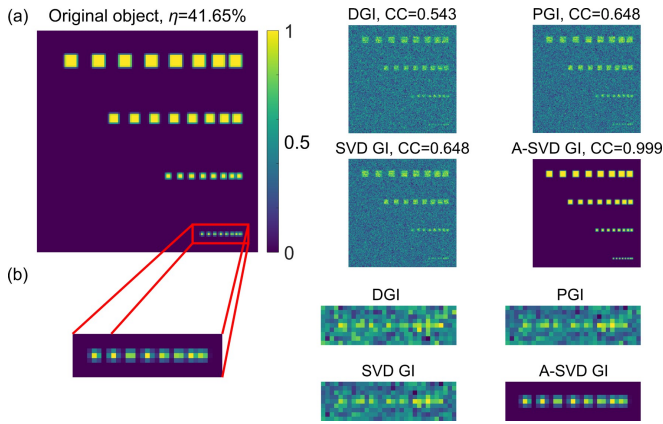 (a)
Original object, η=41.65%
1
0.5
0
DGI, CC=0.543
PGI, CC=0.648
SVD GI, CC=0.648
A-SVD GI, CC=0.999
(b)
DGI
PGI
SVD GI
A-SVD GI